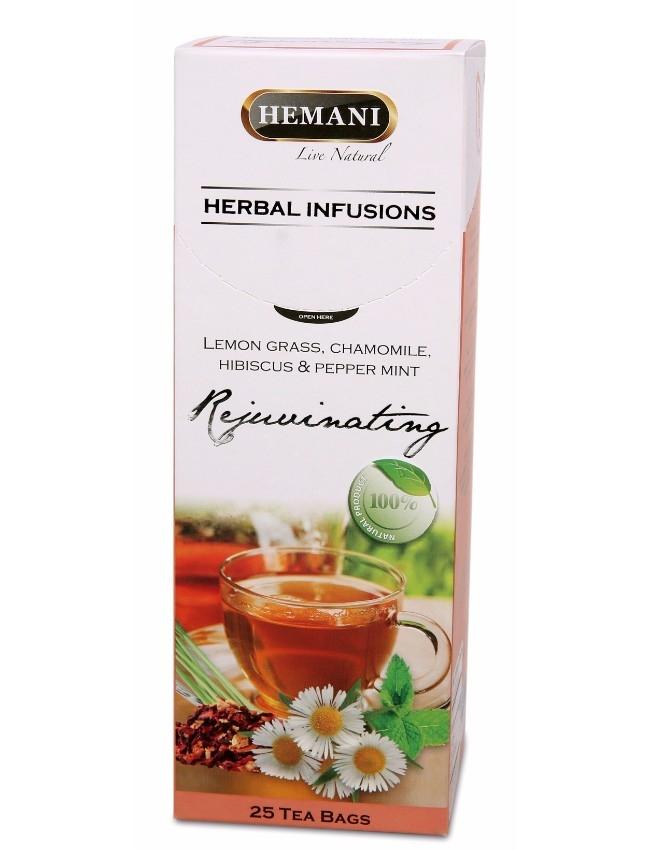 HEMANI
Live Natural
HERBAL INFUSIONS
OPEN HERE
LEMON GRASS, CHAMOMILE,
HIBISCUS & PEPPER MINT
Rejuvinating
100%
NATURAL PRODUCT
25 TEA BAGS